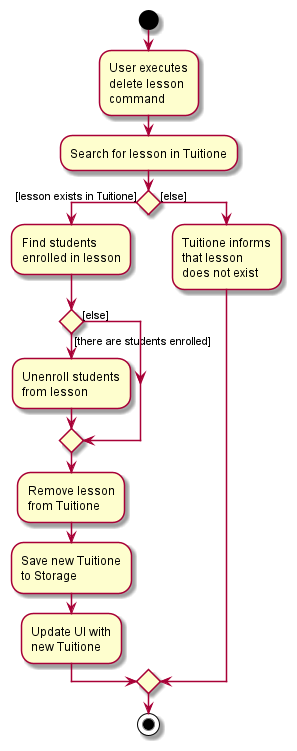 User executes
delete lesson
command
Search for lesson in Tuitione
[lesson exists in Tuitione]
[else]
Find students
enrolled in lesson
Tuitione informs
that lesson
does not exist
[else]
[there are students enrolled]
Unenroll students
from lesson
Remove lesson
from Tuitione
Save new Tuitione
to Storage
Update UI with
new Tuitione